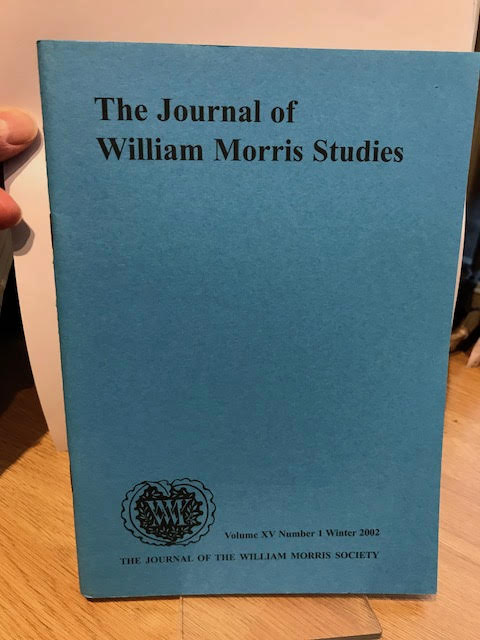 The Journal of
William Morris Studies
Volume XV Number 1 Winter 2002
THE JOURNAL OF THE WILLIAM MORRIS SOCIETY